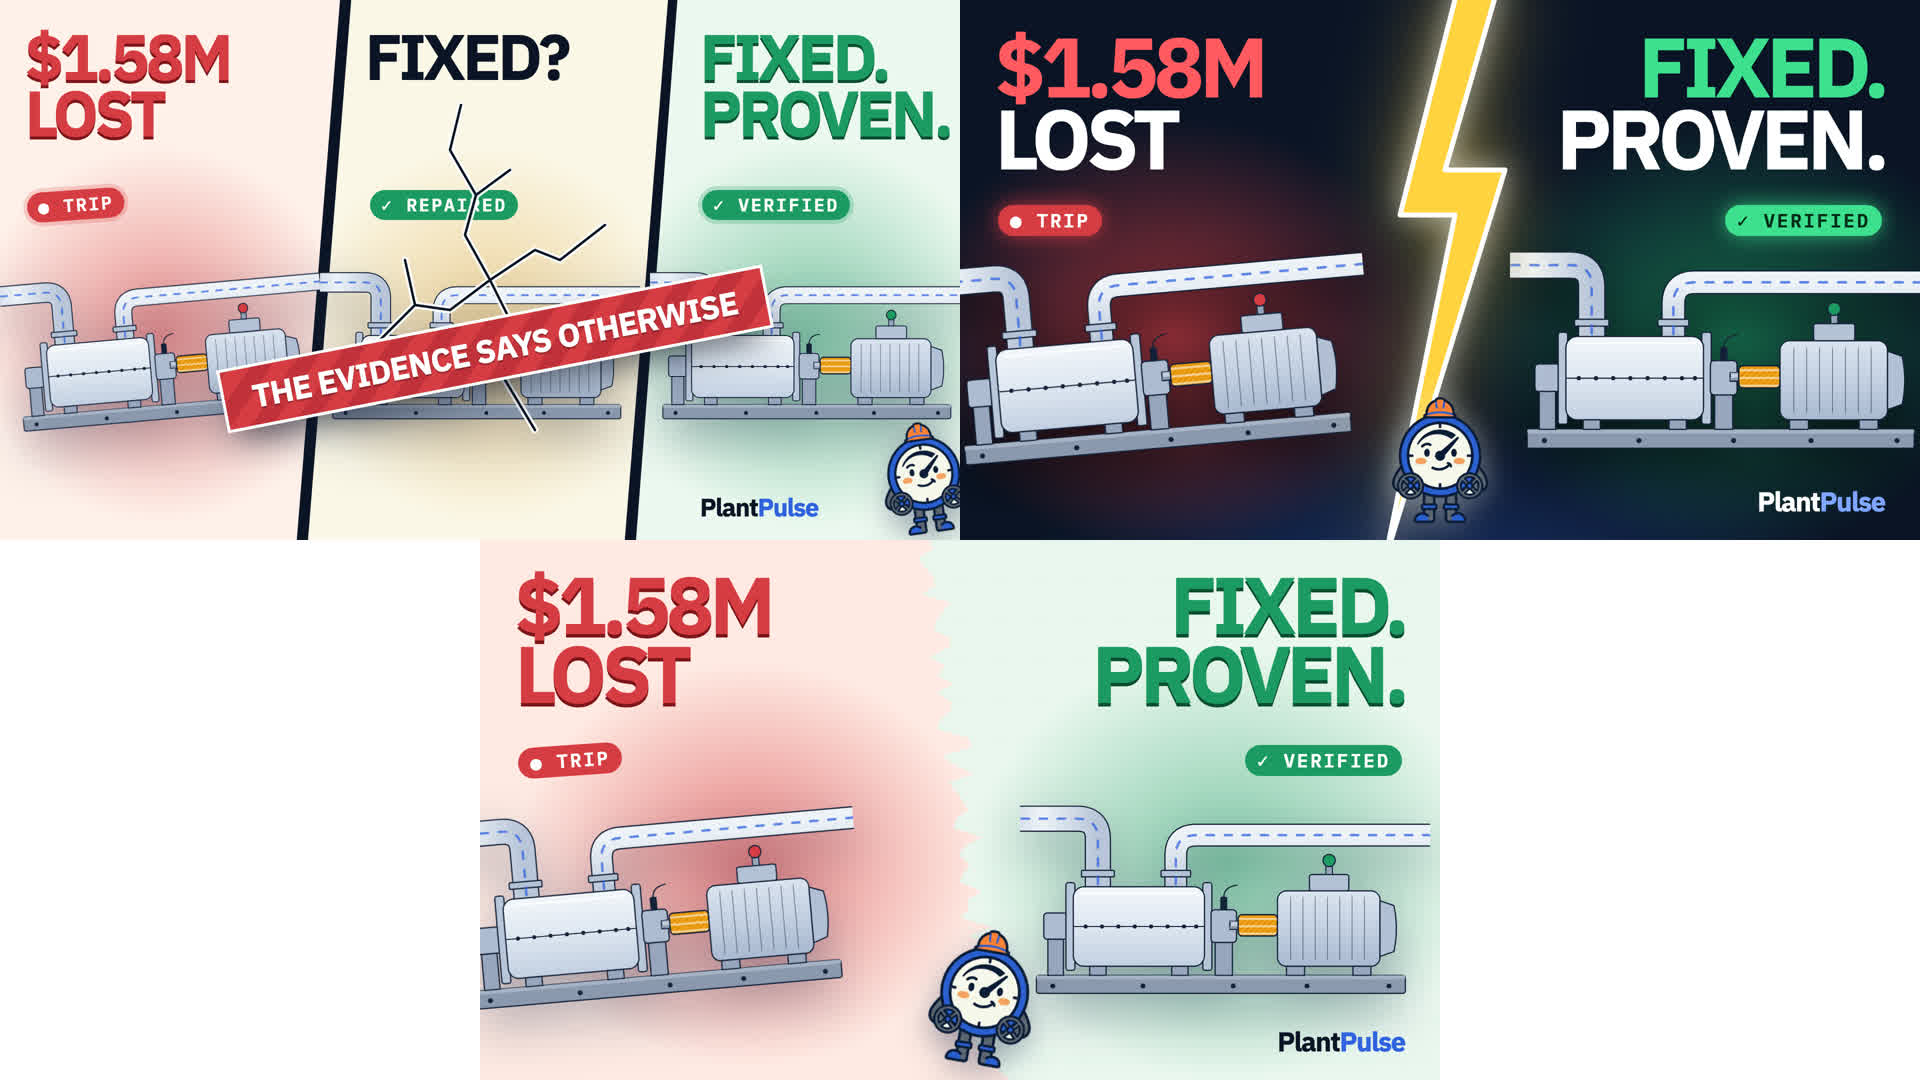 $1.58M
LOST
TRIP
FIXED?
✓ REPAIRED
FIXED.
PROVEN.
✓ VERIFIED
THE EVIDENCE SAYS OTHERWISE
PlantPulse
$1.58M
LOST
TRIP
FIXED.
PROVEN.
✓ VERIFIED
PlantPulse
$1.58M
LOST
TRIP
FIXED.
PROVEN.
✓ VERIFIED
PlantPulse